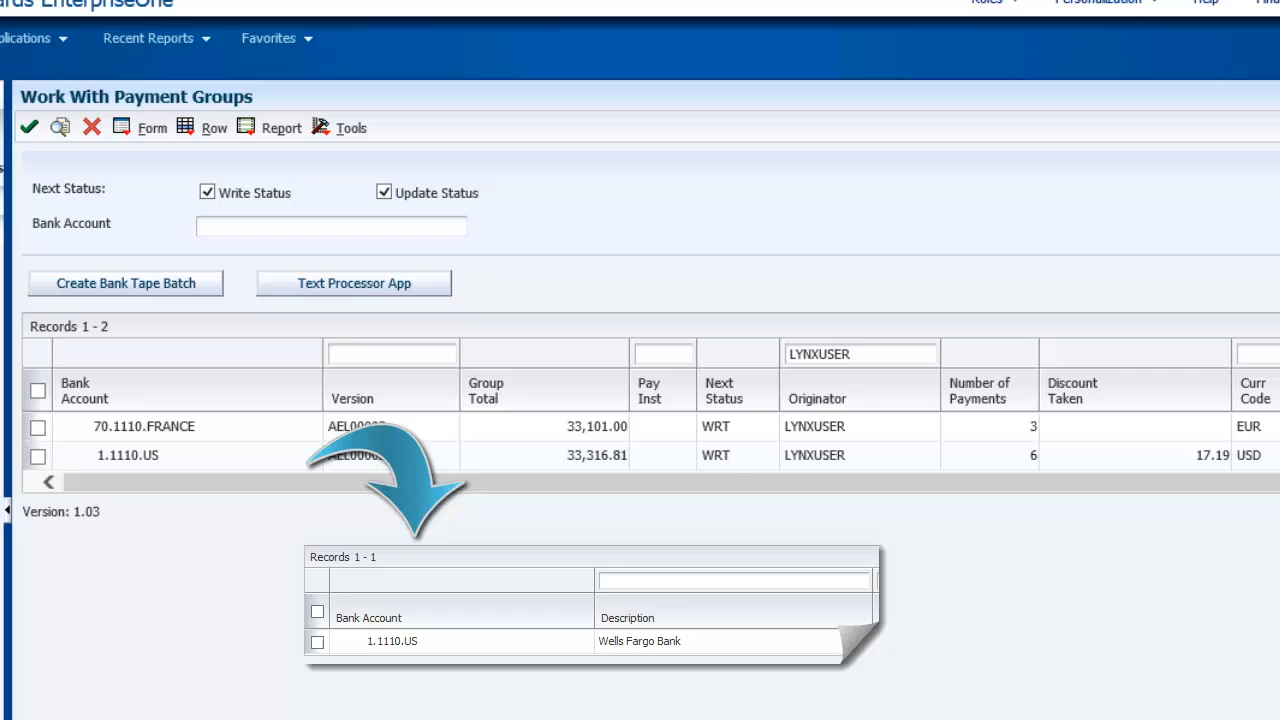 EnterpriseOne
Recent Reports Favorites
Work With Payment Groups
Form Row Report Tools
Next Status: Write Status Update Status
Bank Account
Create Bank Tape Batch Text Processor App
Records 1 - 2
LYNXUSER
Bank Account Version Group Total Pay Inst Next Status Originator Number of Payments Discount Taken Curr Code
70.1110.FRANCE 33,101.00 WRT LYNXUSER 3 EUR
1.1110.US 33,316.81 WRT LYNXUSER 6 17.19 USD
Version: 1.03
Records 1 - 1
Bank Account Description
1.1110.US Wells Fargo Bank